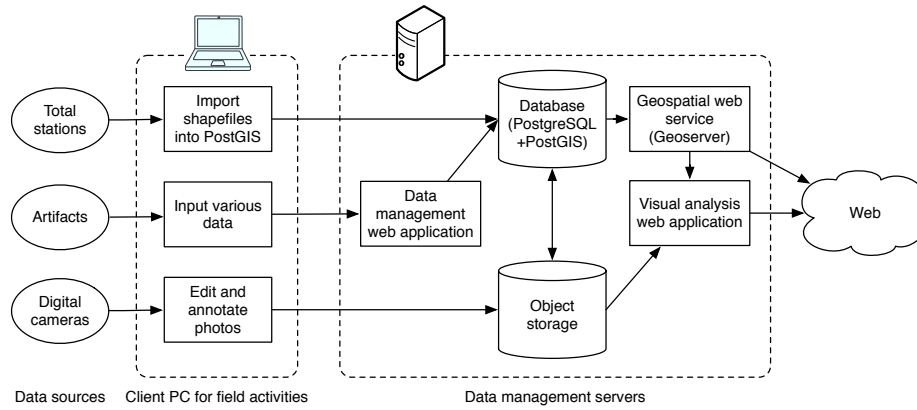 Total
stations
Import
shapefiles
into PostGIS
Database
(PostgreSQL
+PostGIS)
Geospatial web
service
(Geoserver)
Artifacts
Input various
data
Data
management
web application
Visual analysis
web application
Web
Digital
cameras
Edit and
annotate
photos
Object
storage
Data sources
Client PC for field activities
Data management servers